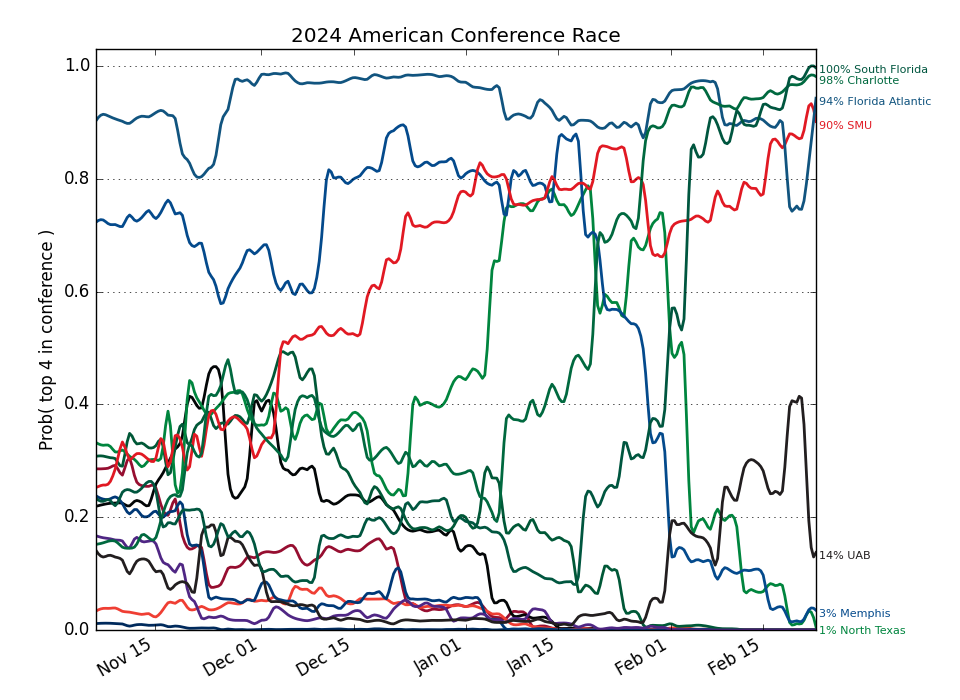 2024 American Conference Race
Prob( top 4 in conference )
1.0
0.8
0.6
0.4
0.2
0.0
Nov 15
Dec 01
Dec 15
Jan 01
Jan 15
Feb 01
Feb 15
100% South Florida
98% Charlotte
94% Florida Atlantic
90% SMU
14% UAB
3% Memphis
1% North Texas